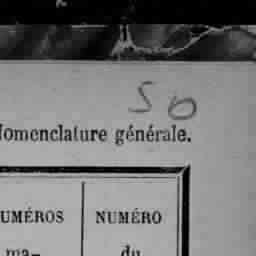 50
Nomenclature générale.
NUMÉROS NUMÉRO
ma- du